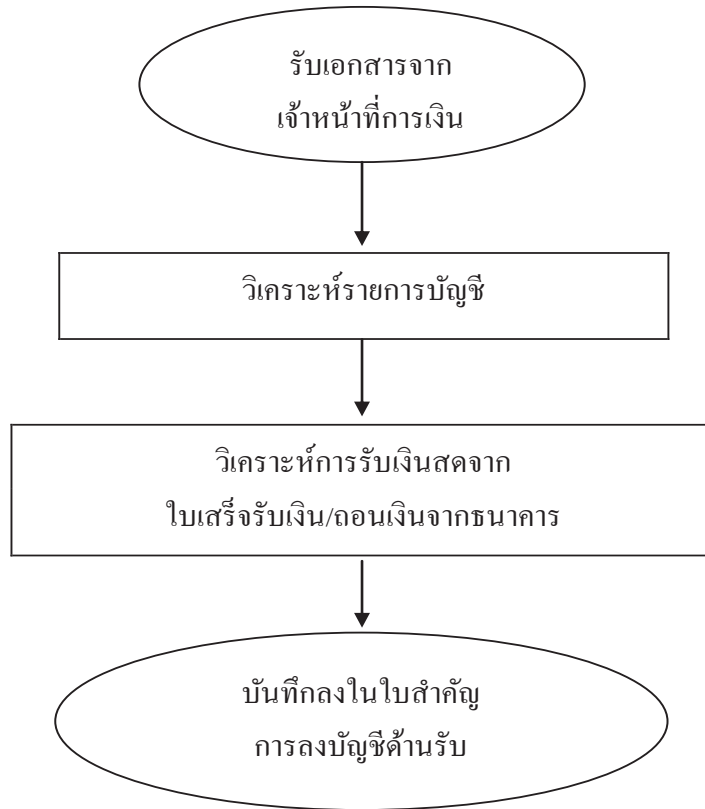 รับเอกสารจาก
เจ้าหน้าที่การเงิน
วิเคราะห์รายการบัญชี
วิเคราะห์การรับเงินสดจาก
ใบเสร็จรับเงิน/ถอนเงินจากธนาคาร
บันทึกลงในใบสำคัญ
การลงบัญชีด้านรับ